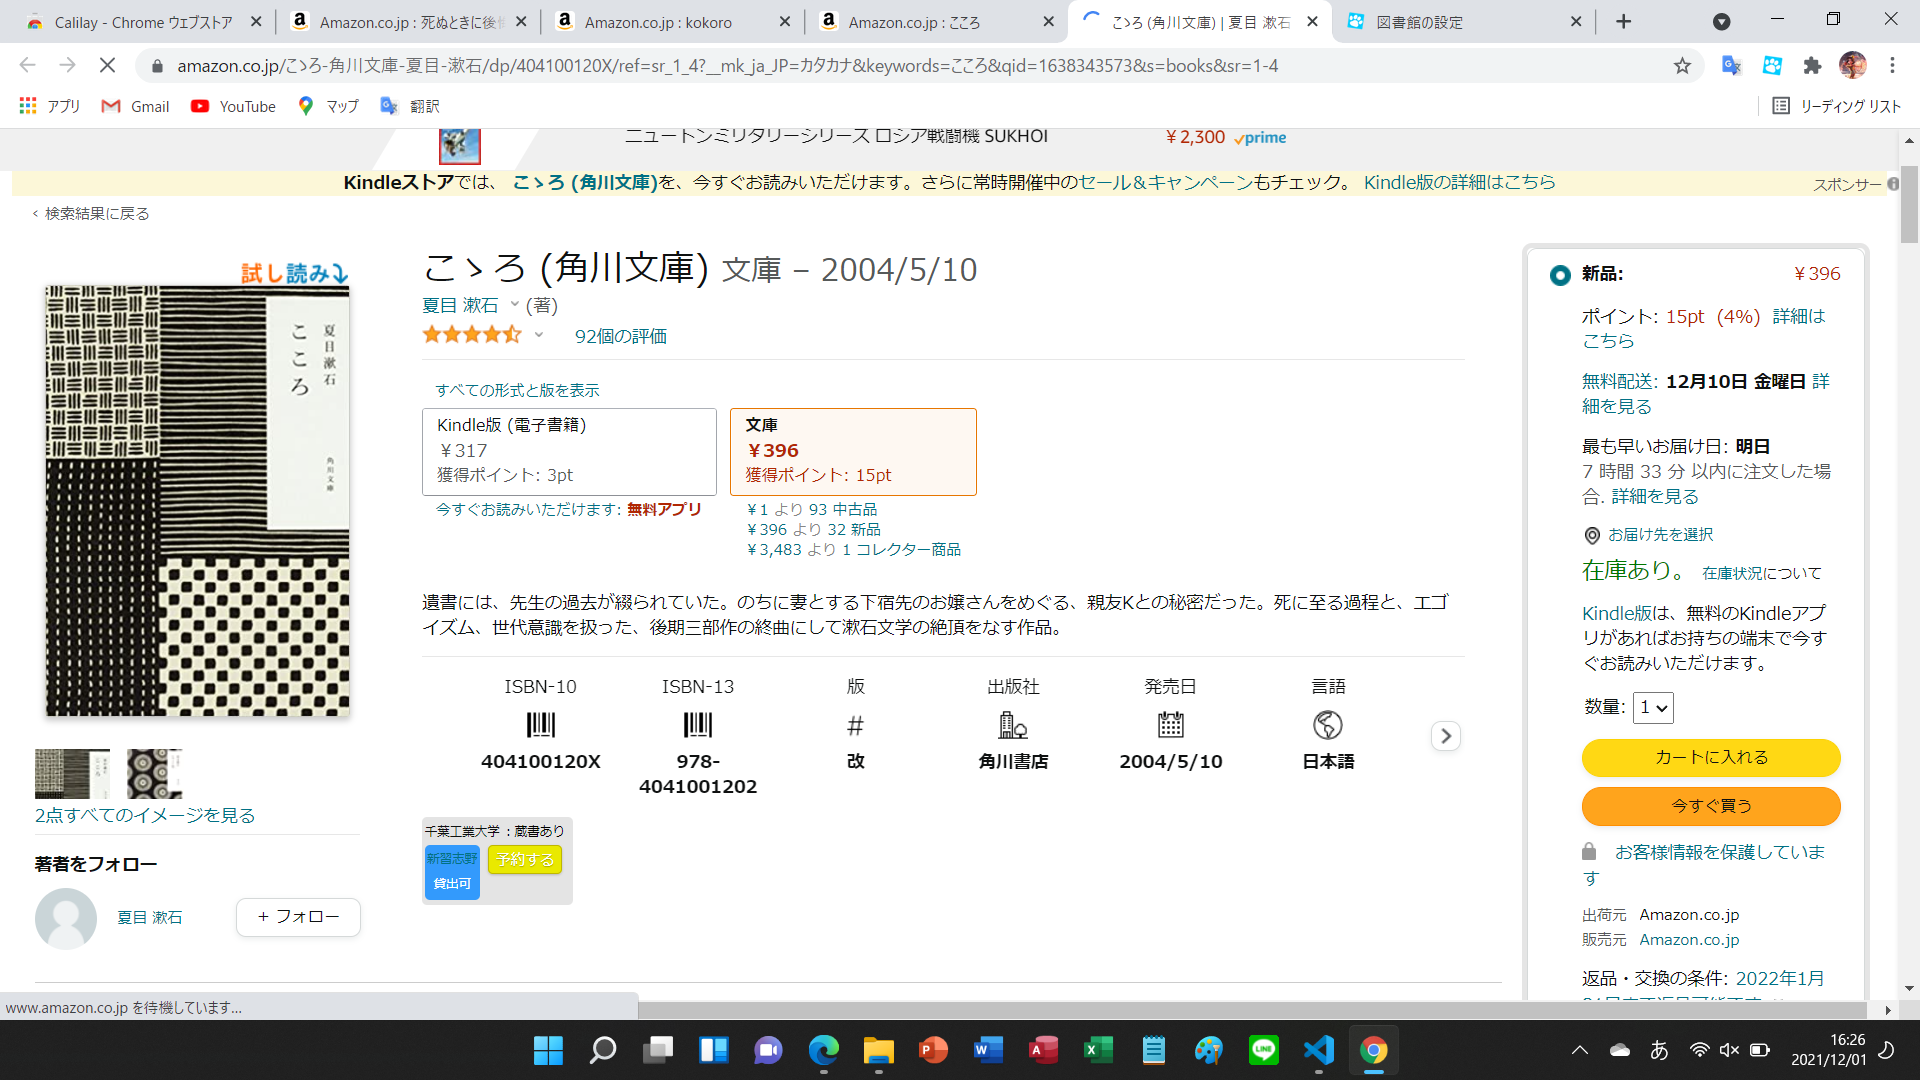 Calilay - Chrome ウェブストア
Amazon.co.jp : 死ぬときに後悔
Amazon.co.jp : kokoro
Amazon.co.jp : こころ
こゝろ (角川文庫) | 夏目 漱石
図書館の設定
amazon.co.jp/こゝろ-角川文庫-夏目-漱石/dp/404100120X/ref=sr_1_4?__mk_ja_JP=カタカナ&keywords=こころ&qid=1638343573&s=books&sr=1-4
アプリ
Gmail
YouTube
マップ
翻訳
リーディング リスト
ニュートンミリタリーシリーズ ロシア戦闘機 SUKHOI
￥2,300 prime
Kindleストアでは、 こゝろ (角川文庫)を、今すぐお読みいただけます。さらに常時開催中のセール＆キャンペーンもチェック。 Kindle版の詳細はこちら
スポンサー
‹ 検索結果に戻る
試し読み
夏目漱石
こころ
角川文庫
こゝろ (角川文庫) 文庫 – 2004/5/10
夏目 漱石 (著)
92個の評価
すべての形式と版を表示
Kindle版 (電子書籍)
￥317
獲得ポイント: 3pt
文庫
￥396
獲得ポイント: 15pt
今すぐお読みいただけます: 無料アプリ
￥1 より 93 中古品
￥396 より 32 新品
￥3,483 より 1 コレクター商品
遺書には、先生の過去が綴られていた。のちに妻とする下宿先のお嬢さんをめぐる、親友Kとの秘密だった。死に至る過程と、エゴ
イズム、世代意識を扱った、後期三部作の終曲にして漱石文学の絶頂をなす作品。
ISBN-10
404100120X
ISBN-13
978-
4041001202
版
#
改
出版社
角川書店
発売日
2004/5/10
言語
日本語
千葉工業大学 : 蔵書あり
新習志野
貸出可
予約する
2点すべてのイメージを見る
著者をフォロー
夏目 漱石
+ フォロー
新品:
￥396
ポイント: 15pt (4%) 詳細は
こちら
無料配送: 12月10日 金曜日 詳
細を見る
最も早いお届け日: 明日
7 時間 33 分 以内に注文した場
合. 詳細を見る
お届け先を選択
在庫あり。 在庫状況について
Kindle版は、無料のKindleアプ
リがあればお持ちの端末で今す
ぐお読みいただけます。
数量: 1
カートに入れる
今すぐ買う
お客様情報を保護していま
す
出荷元 Amazon.co.jp
販売元 Amazon.co.jp
返品・交換の条件: 2022年1月
www.amazon.co.jp を待機しています...
あ
16:26
2021/12/01